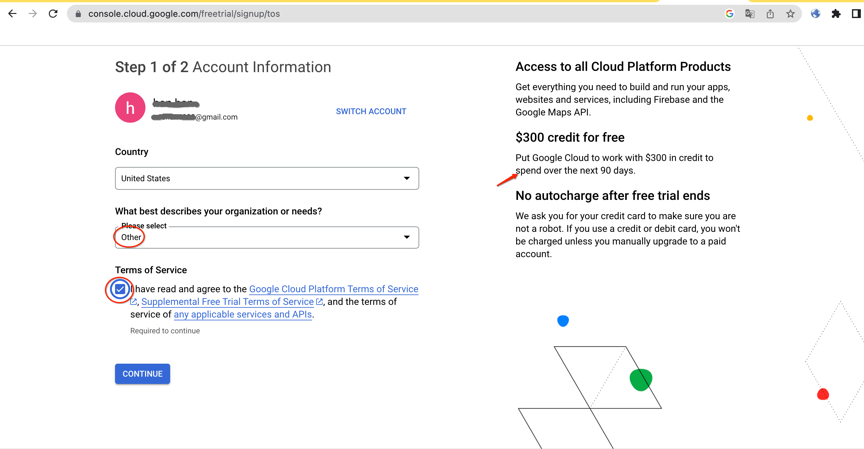 console.cloud.google.com/freetrial/signup/tos
Step 1 of 2 Account Information
h
@gmail.com
SWITCH ACCOUNT
Country
United States
What best describes your organization or needs?
Please select
Other
Terms of Service
I have read and agree to the Google Cloud Platform Terms of Service
, Supplemental Free Trial Terms of Service , and the terms of
service of any applicable services and APIs.
Required to continue
CONTINUE
Access to all Cloud Platform Products
Get everything you need to build and run your apps,
websites and services, including Firebase and the
Google Maps API.
$300 credit for free
Put Google Cloud to work with $300 in credit to
spend over the next 90 days.
No autocharge after free trial ends
We ask you for your credit card to make sure you are
not a robot. If you use a credit or debit card, you won't
be charged unless you manually upgrade to a paid
account.